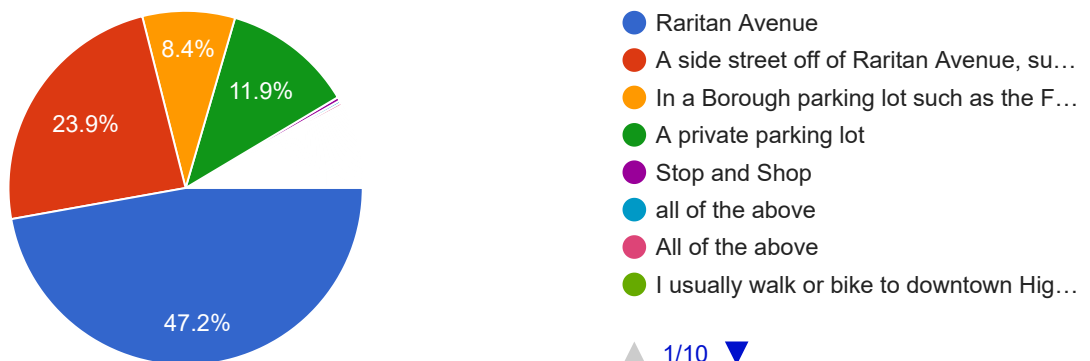 Raritan Avenue
A side street off of Raritan Avenue, su…
In a Borough parking lot such as the F…
A private parking lot
Stop and Shop
all of the above
All of the above
I usually walk or bike to downtown Hig…
1/10
8.4%
11.9%
23.9%
47.2%